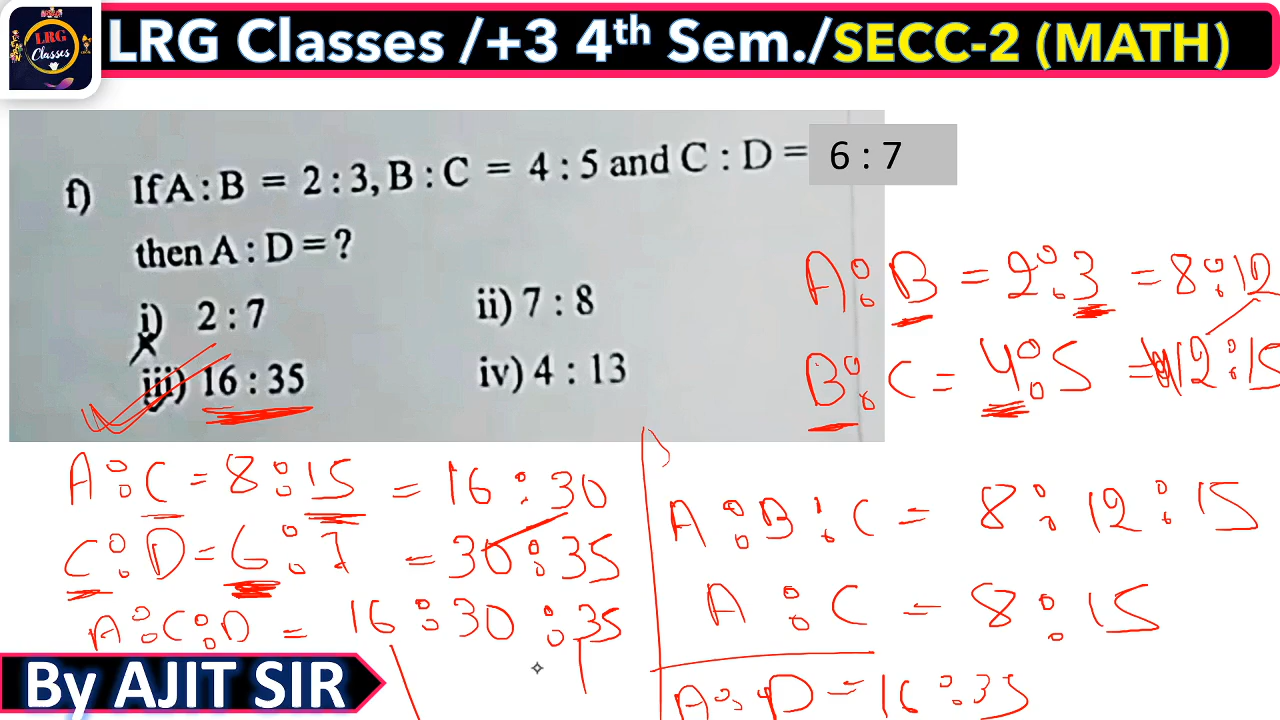 LRG Classes
LRG Classes /+3 4th Sem./SECC-2 (MATH)
f) If A : B = 2 : 3, B : C = 4 : 5 and C : D = 6 : 7
then A : D = ?
i) 2 : 7
ii) 7 : 8
iii) 16 : 35
iv) 4 : 13
A : B = 2 : 3 = 8 : 12
B : C = 4 : 5 = 12 : 15
A : C = 8 : 15 = 16 : 30
C : D = 6 : 7 = 30 : 35
A : C : D = 16 : 30 : 35
A : B : C = 8 : 12 : 15
A : C = 8 : 15
A : D = 16 : 35
By AJIT SIR